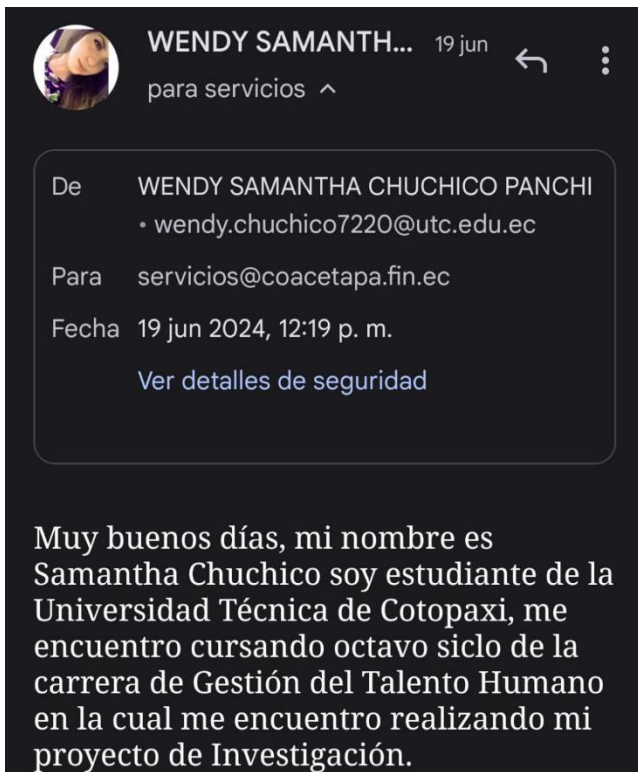 WENDY SAMANTH... 19 jun
para servicios
De WENDY SAMANTHA CHUCHICO PANCHI
• wendy.chuchico7220@utc.edu.ec
Para servicios@coacetapa.fin.ec
Fecha 19 jun 2024, 12:19 p. m.
Ver detalles de seguridad
Muy buenos días, mi nombre es
Samantha Chuchico soy estudiante de la
Universidad Técnica de Cotopaxi, me
encuentro cursando octavo siclo de la
carrera de Gestión del Talento Humano
en la cual me encuentro realizando mi
proyecto de Investigación.